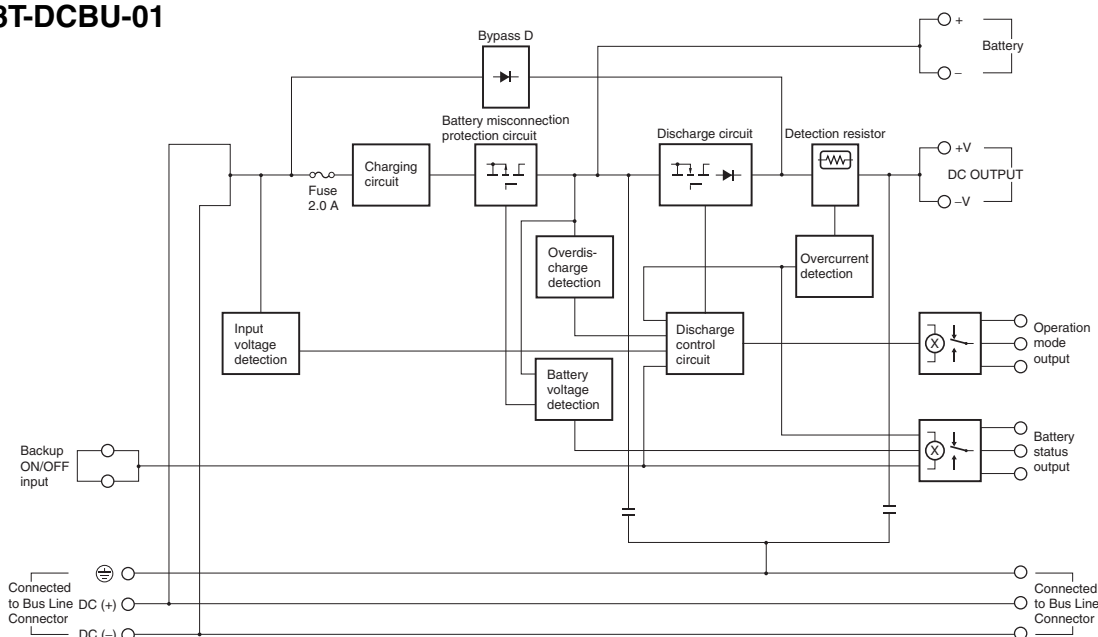 BT-DCBU-01
Bypass D
+
Battery
−
Battery misconnection
protection circuit
Discharge circuit
Detection resistor
Charging
circuit
+V
DC OUTPUT
−V
Fuse
2.0 A
Overdis-
charge
detection
Overcurrent
detection
Input
voltage
detection
Discharge
control
circuit
X
Operation
mode
output
Battery
voltage
detection
Backup
ON/OFF
input
X
Battery
status
output
Connected
to Bus Line
Connector
DC (+)
DC (−)
Connected
to Bus Line
Connector